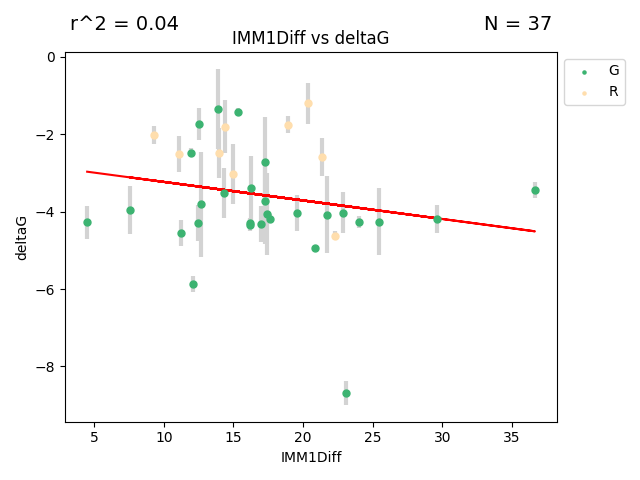 r^2 = 0.04
N = 37
IMM1Diff vs deltaG
G
R
deltaG
0
−2
−4
−6
−8
5 10 15 20 25 30 35
IMM1Diff